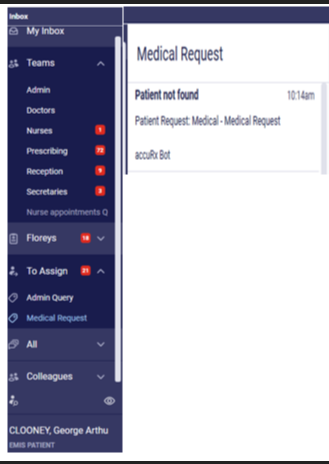 Inbox
My Inbox
Teams
Admin
Doctors
Nurses 1
Prescribing 72
Reception 9
Secretaries 3
Nurse appointments Q
Floreys 18
To Assign 21
Admin Query
Medical Request
All
Colleagues
CLOONEY, George Arthu
EMIS PATIENT
Medical Request
Patient not found 10:14am
Patient Request: Medical - Medical Request
accuRx Bot